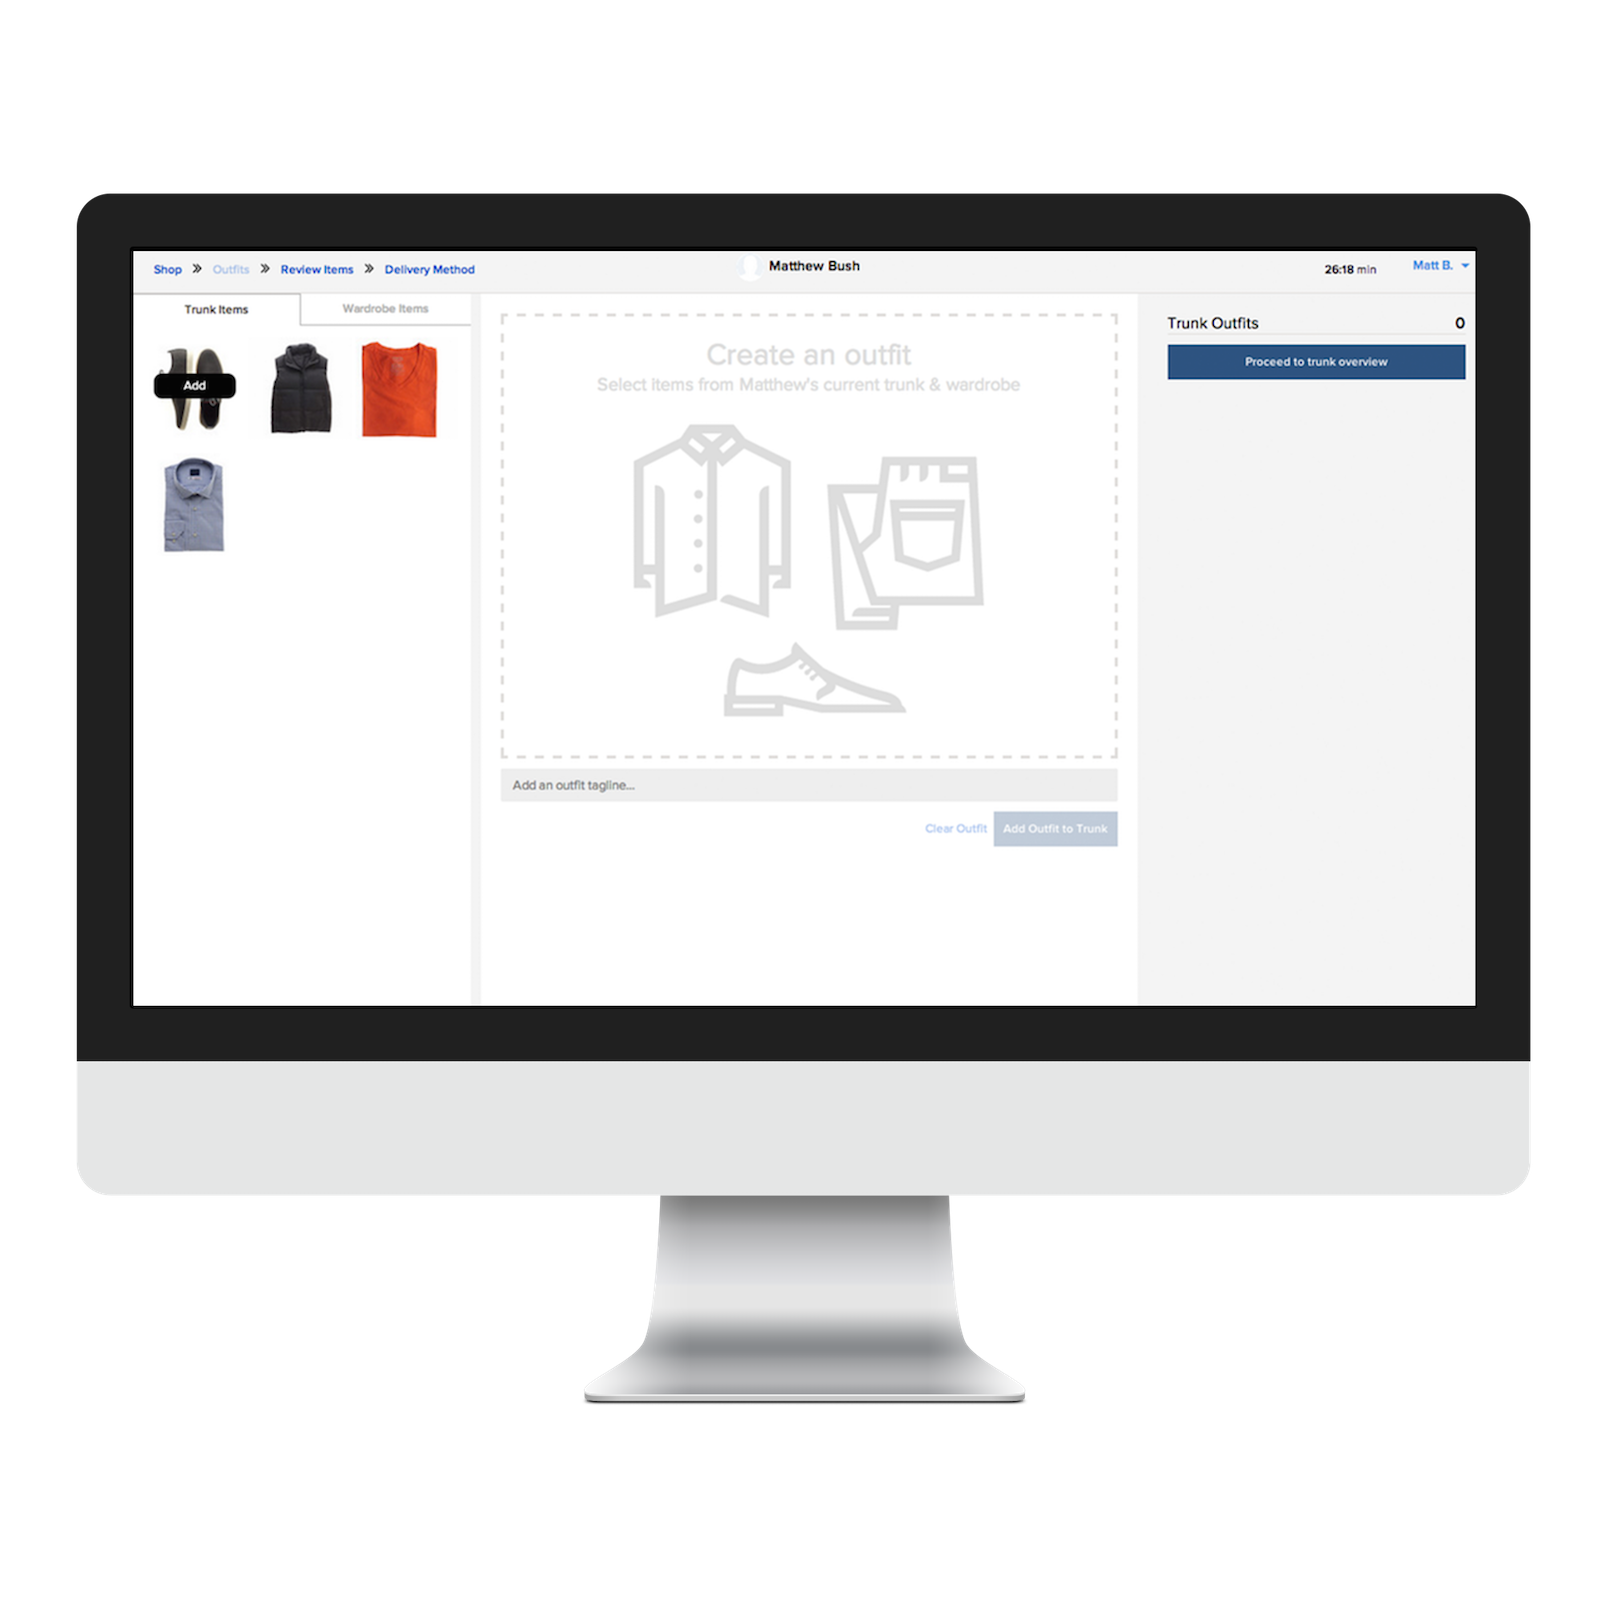 Shop » Outfits » Review Items » Delivery Method
Matthew Bush
26:18 min
Matt B.
Trunk Items
Wardrobe Items
Add
Create an outfit
Select items from Matthew's current trunk & wardrobe
Add an outfit tagline...
Clear Outfit
Add Outfit to Trunk
Trunk Outfits 0
Proceed to trunk overview